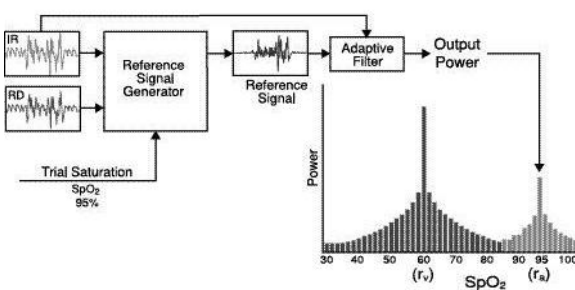 IR
RD
Reference
Signal
Generator
Reference
Signal
Adaptive
Filter
Output
Power
Trial Saturation
SpO₂
95%
Power
30 40 50 60 70 80 90 95 100
(rᵥ) (rₐ)
SpO₂